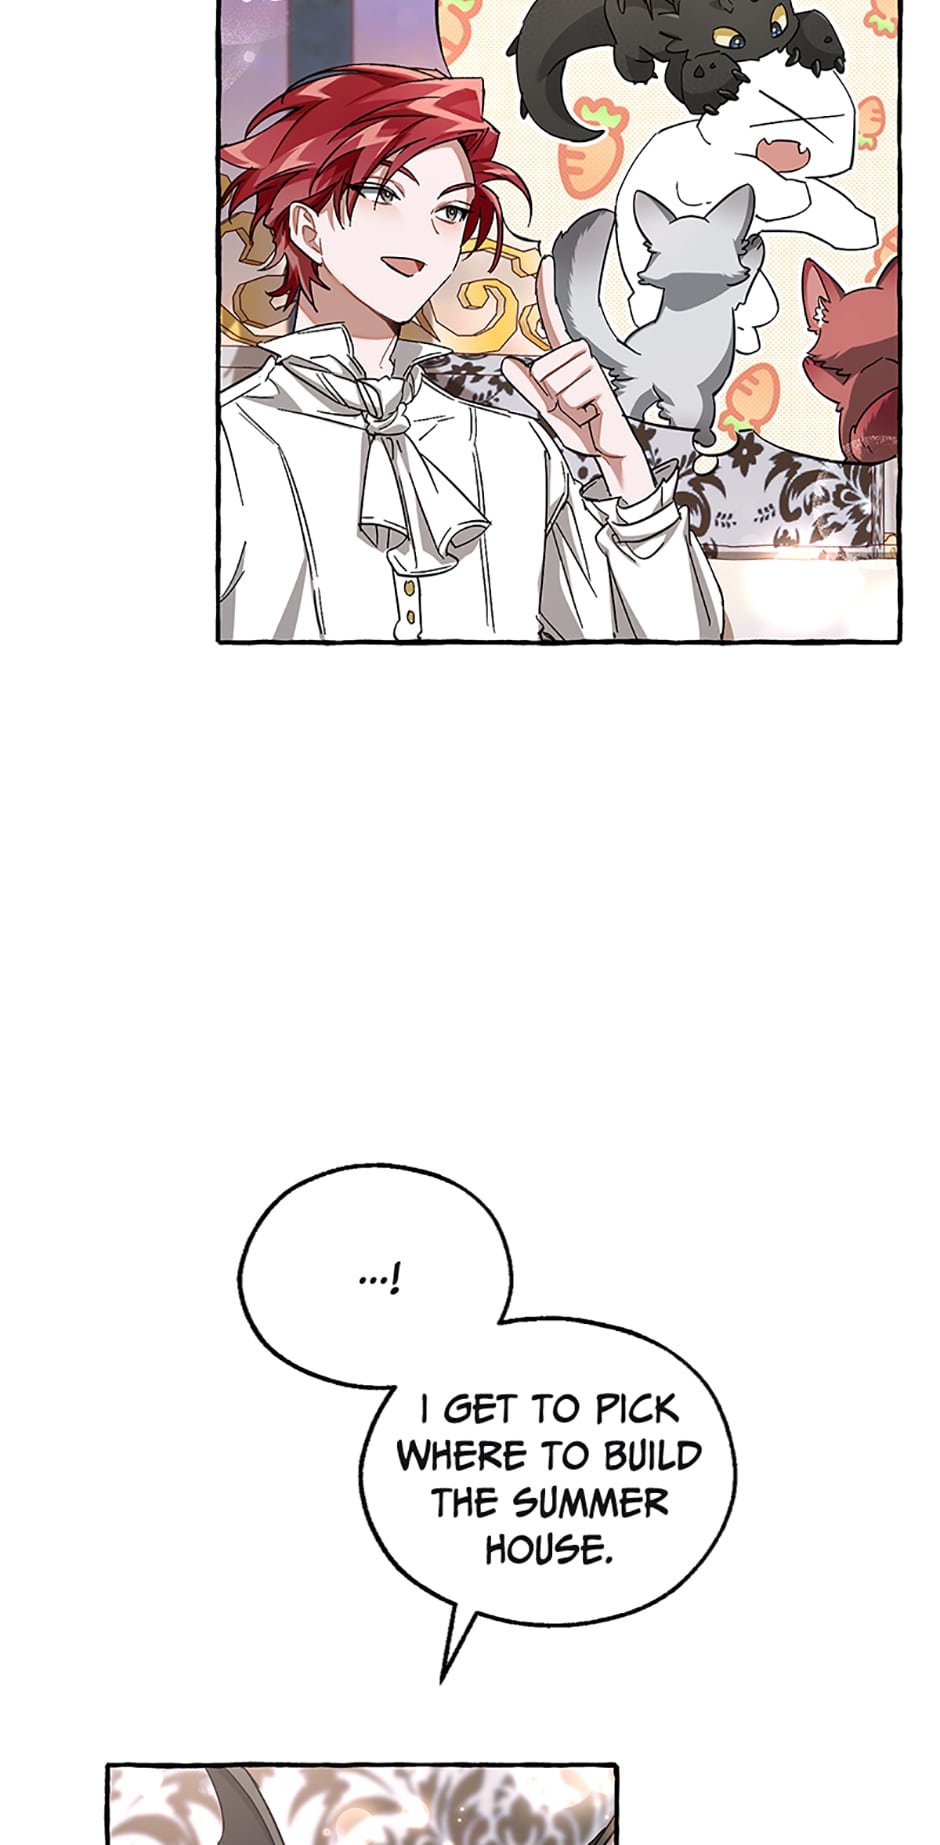 ...!
I GET TO PICK
WHERE TO BUILD
THE SUMMER
HOUSE.